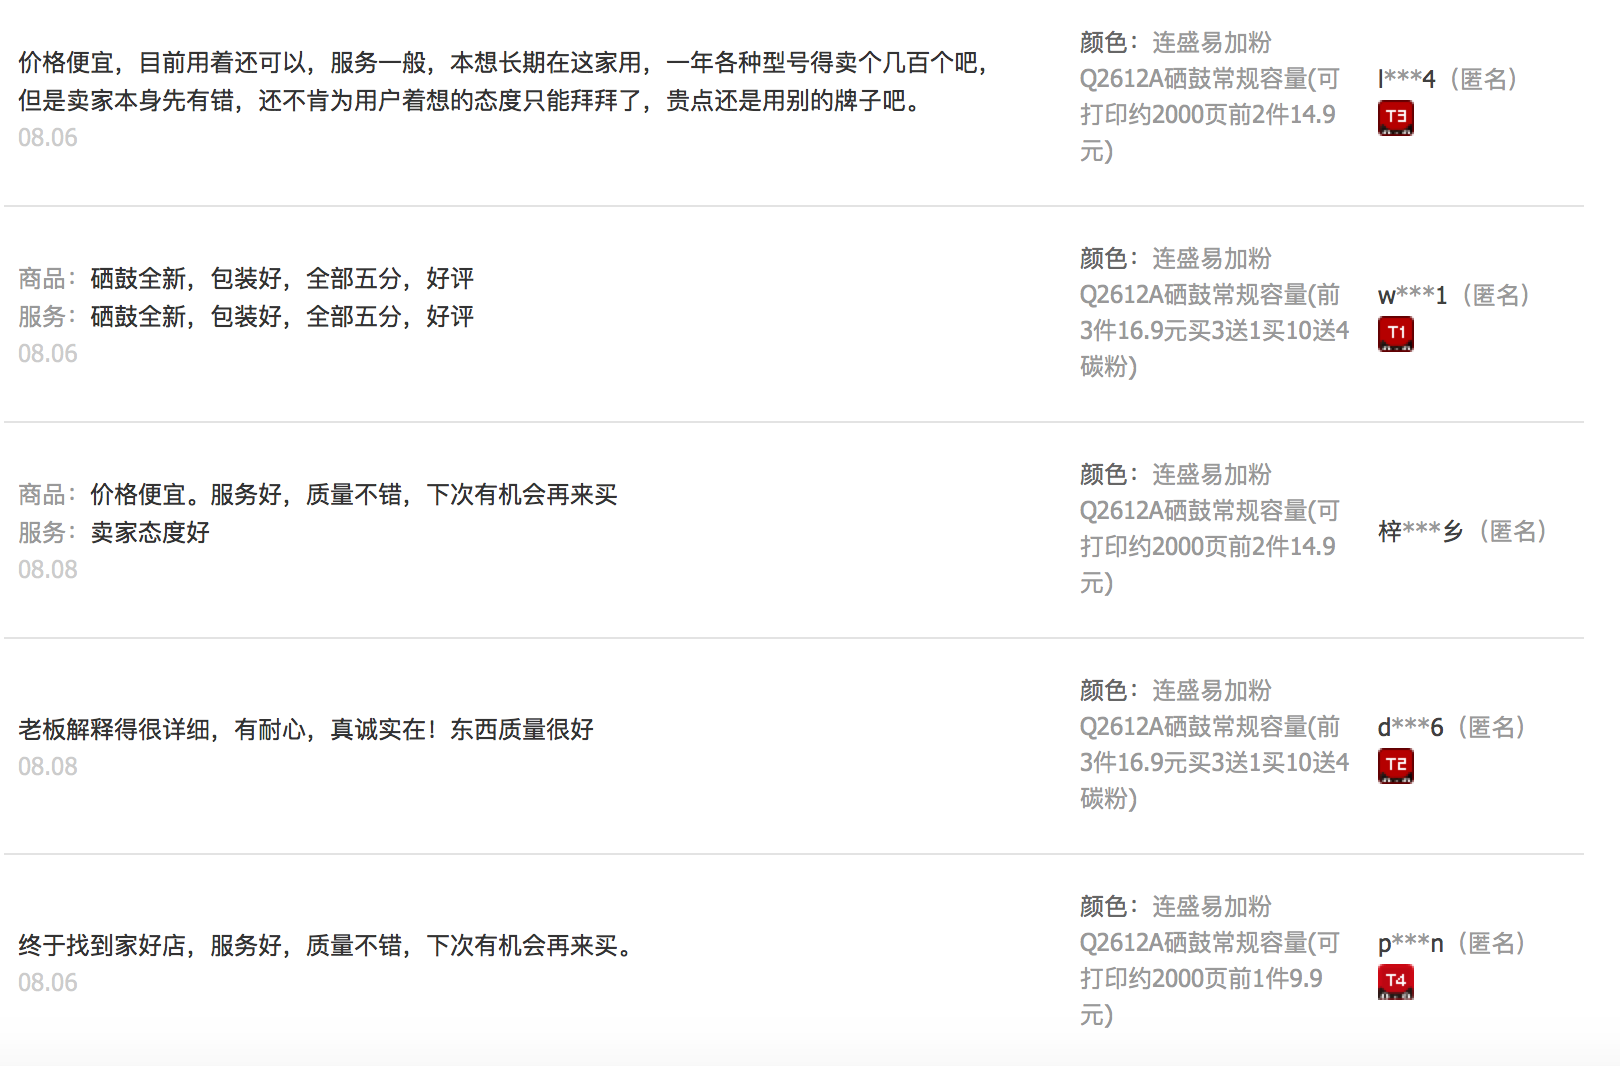 价格便宜，目前用着还可以，服务一般，本想长期在这家用，一年各种型号得卖个几百个吧，
但是卖家本身先有错，还不肯为用户着想的态度只能拜拜了，贵点还是用别的牌子吧。
08.06
颜色：连盛易加粉
Q2612A硒鼓常规容量(可
打印约2000页前2件14.9
元)
l***4（匿名）
T3
商品：硒鼓全新，包装好，全部五分，好评
服务：硒鼓全新，包装好，全部五分，好评
08.06
颜色：连盛易加粉
Q2612A硒鼓常规容量(前
3件16.9元买3送1买10送4
碳粉)
w***1（匿名）
T1
商品：价格便宜。服务好，质量不错，下次有机会再来买
服务：卖家态度好
08.08
颜色：连盛易加粉
Q2612A硒鼓常规容量(可
打印约2000页前2件14.9
元)
梓***乡（匿名）
老板解释得很详细，有耐心，真诚实在！东西质量很好
08.08
颜色：连盛易加粉
Q2612A硒鼓常规容量(前
3件16.9元买3送1买10送4
碳粉)
d***6（匿名）
T2
终于找到家好店，服务好，质量不错，下次有机会再来买。
08.06
颜色：连盛易加粉
Q2612A硒鼓常规容量(可
打印约2000页前1件9.9
元)
p***n（匿名）
T4